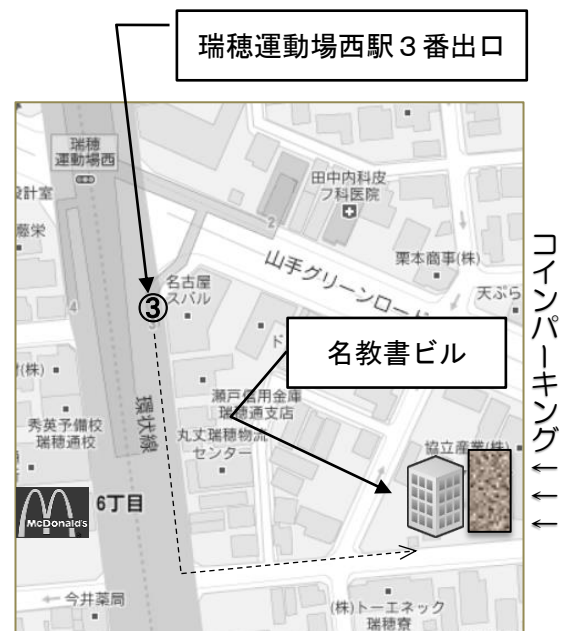 瑞穂運動場西駅３番出口
瑞穂
運動場西
田中内科皮
フ科医院
設計室
藤栄
2
山手グリーンロード
栗本商事(株)
天ぷら
名古屋
スバル
③
4
ド
名教書ビル
コインパーキング←←←
(株)
環状線
瀬戸信用金庫
瑞穂通支店
秀英予備校
瑞穂通校
丸丈瑞穂物流
センター
協立産業(株)
McDonald's
6丁目
← 今井薬局
(株)トーエネック
瑞穂寮